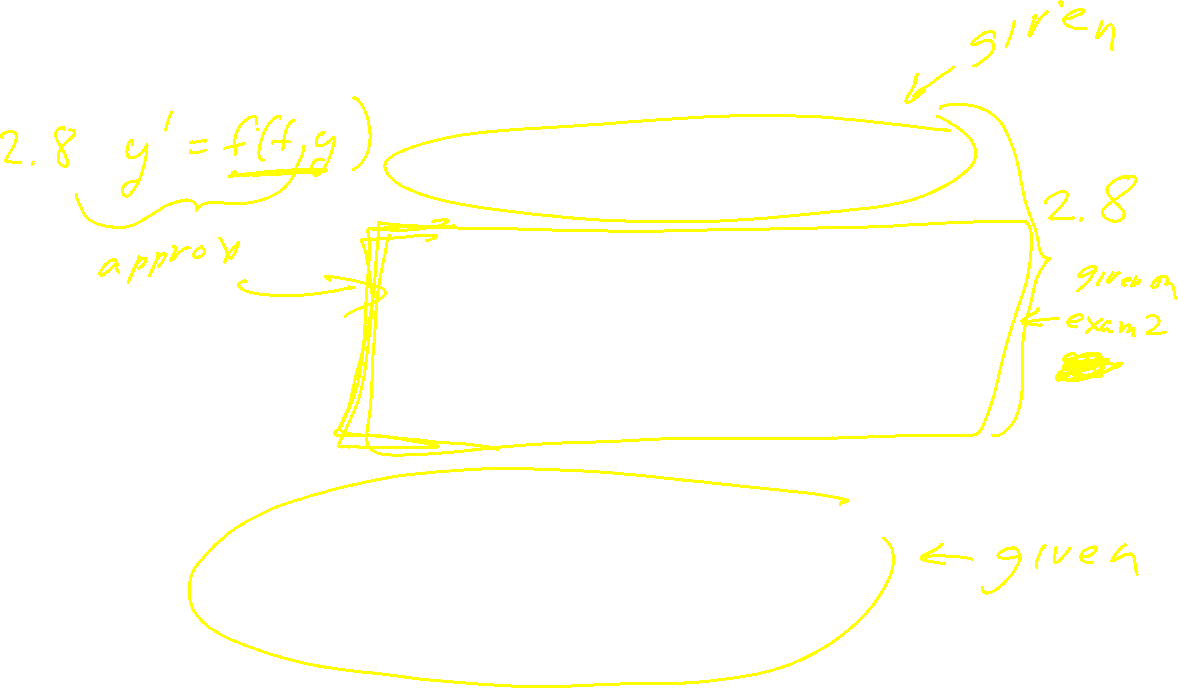 given
2.8 y' = f(t,y)
2.8
approx
given on
exam 2
given